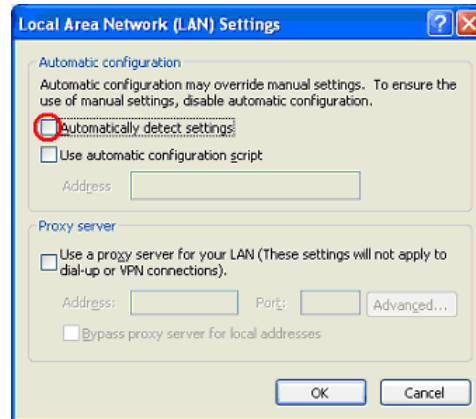 Local Area Network (LAN) Settings
Automatic configuration
Automatic configuration may override manual settings. To ensure the
use of manual settings, disable automatic configuration.
Automatically detect settings
Use automatic configuration script
Address
Proxy server
Use a proxy server for your LAN (These settings will not apply to
dial-up or VPN connections).
Address: Port: Advanced...
Bypass proxy server for local addresses
OK Cancel